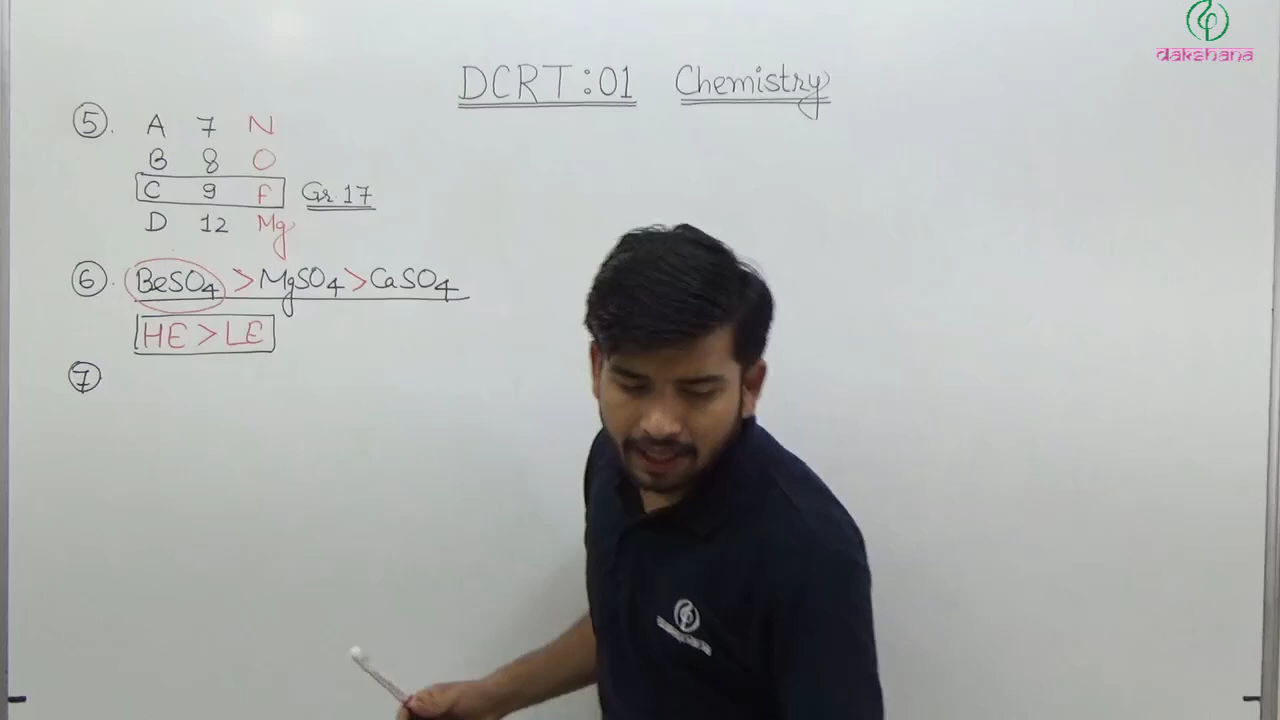 dakshana
DCRT:01 Chemistry
5. A 7 N
B 8 O
C 9 F Gr. 17
D 12 Mg
6. BeSO4 > MgSO4 > CaSO4
HE > LE
7